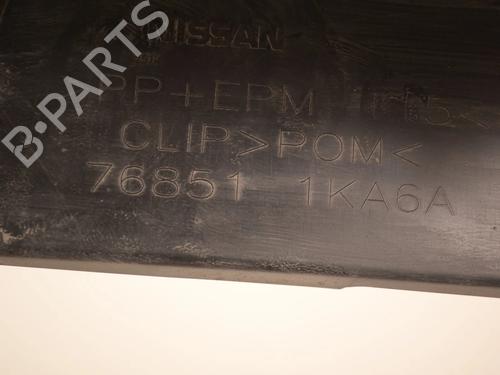 NISSAN
PP+EPM
CLIP>POM<
76851 1KA6A
B-PARTS